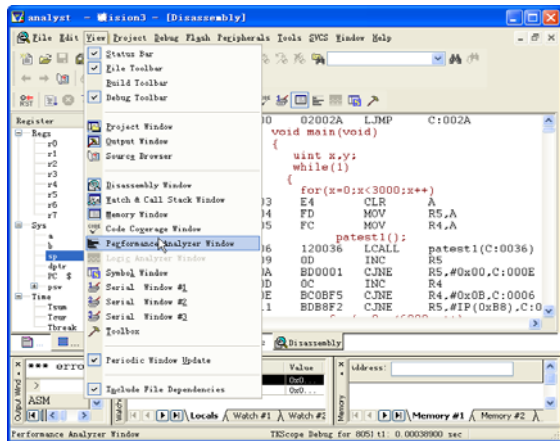 analyst - µVision3 - [Disassembly]
File Edit View Project Debug Flash Peripherals Tools SVCS Window Help
Status Bar
File Toolbar
Build Toolbar
Debug Toolbar
Project Window
Output Window
Source Browser
Disassembly Window
Watch & Call Stack Window
Memory Window
Code Coverage Window
Performance Analyzer Window
Logic Analyzer Window
Symbol Window
Serial Window #1
Serial Window #2
Serial Window #3
Toolbox
Periodic Window Update
Include File Dependencies
RST
Register
Regs
r0
r1
r2
r3
r4
r5
r6
r7
Sys
a
b
sp
dptr
PC $
psw
Time
Tsum
Tcur
Tbreak
00 02002A LJMP C:002A
void main(void)
{
uint x,y;
while(1)
{
for(x=0;x<3000;x++)
03 E4 CLR A
04 FD MOV R5,A
05 FC MOV R4,A
patest1();
06 120036 LCALL patest1(C:0036)
09 0D INC R5
0A BD0001 CJNE R5,#0x00,C:000E
0D 0C INC R4
0E BC0BF5 CJNE R4,#0x0B,C:0006
11 BDB8F2 CJNE R5,#IP(0xB8),C:0
Disassembly
*** erro
>
ASM
Output Wind
Value
0x0...
0x0...
Locals Watch #1 Watch #2
Address:
Memory #1 Memory #2
Performance Analyzer Window TKScope Debug for 8051 t1: 0.00038900 sec